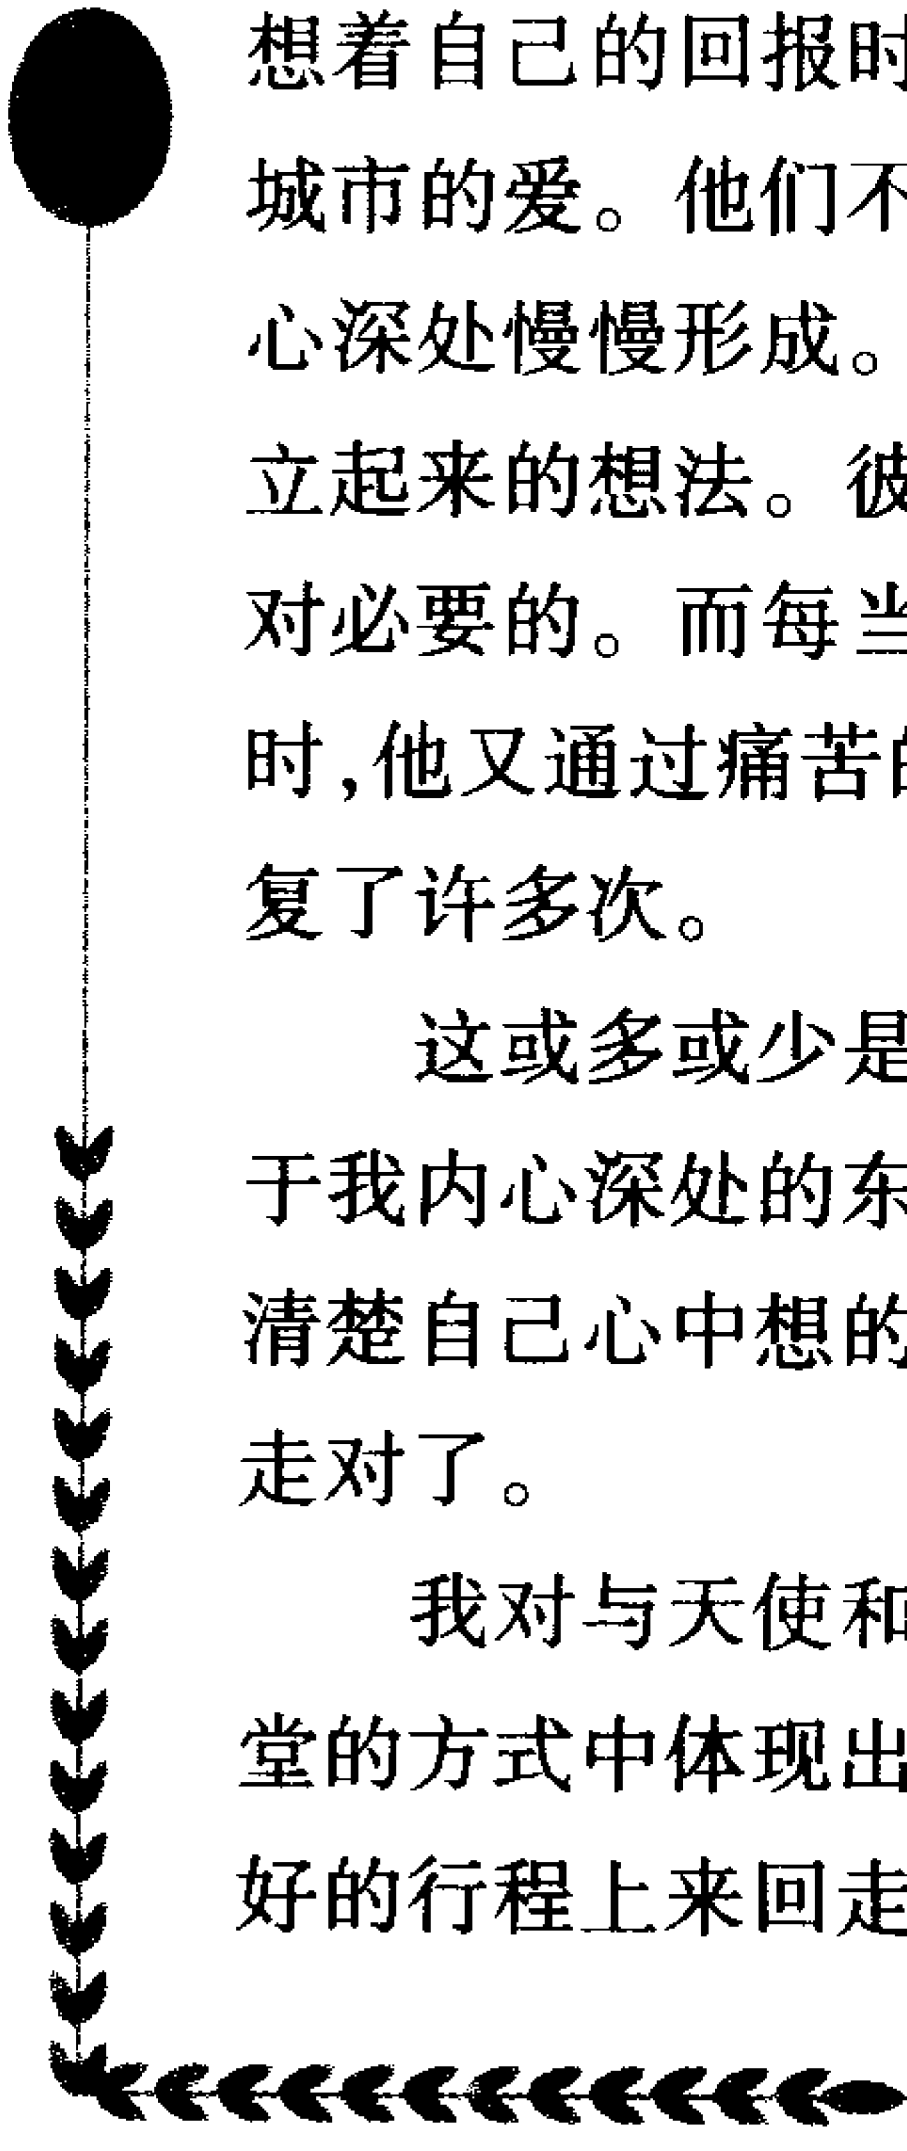 想着自己的回报时
城市的爱。他们不
心深处慢慢形成。
立起来的想法。彼
对必要的。而每当
时,他又通过痛苦的
复了许多次。
这或多或少是
于我内心深处的东
清楚自己心中想的
走对了。
我对与天使和
堂的方式中体现出
好的行程上来回走